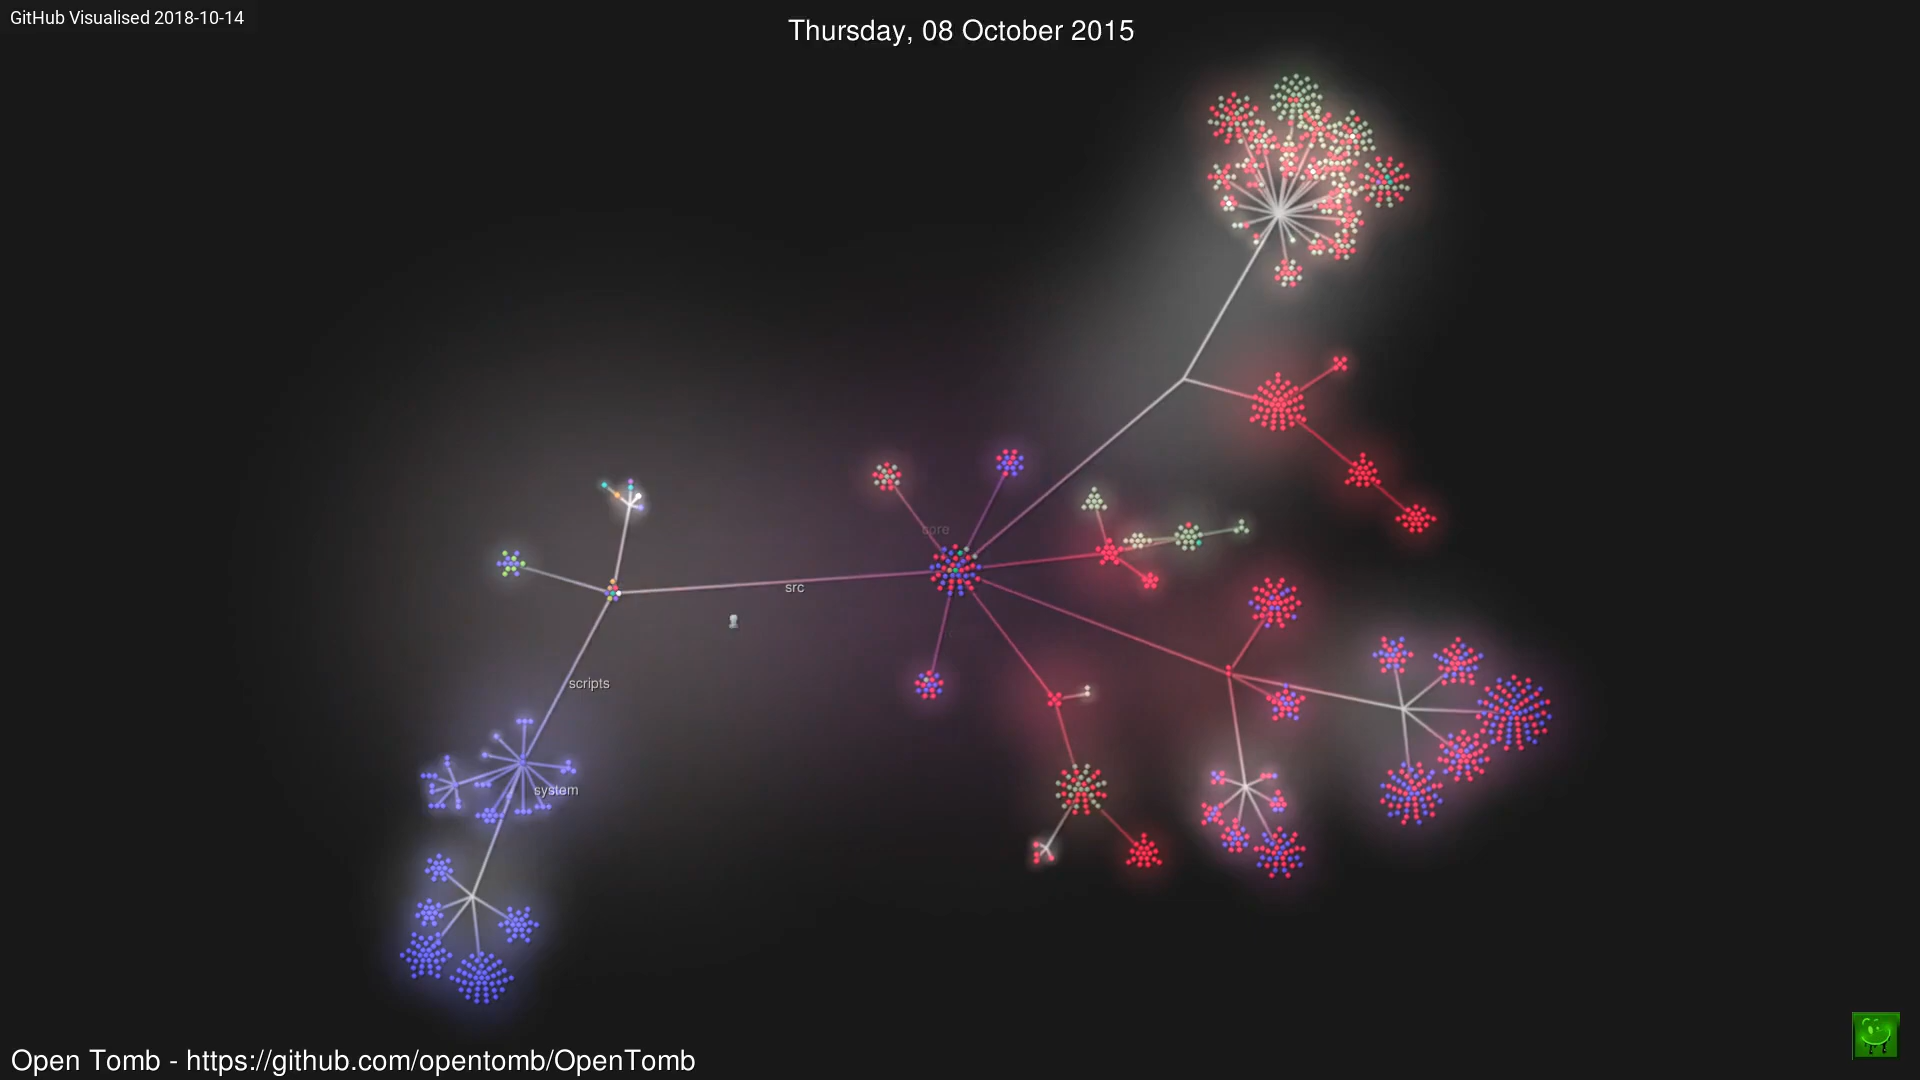 GitHub Visualised 2018-10-14
Thursday, 08 October 2015
core
src
scripts
system
Open Tomb - https://github.com/opentomb/OpenTomb